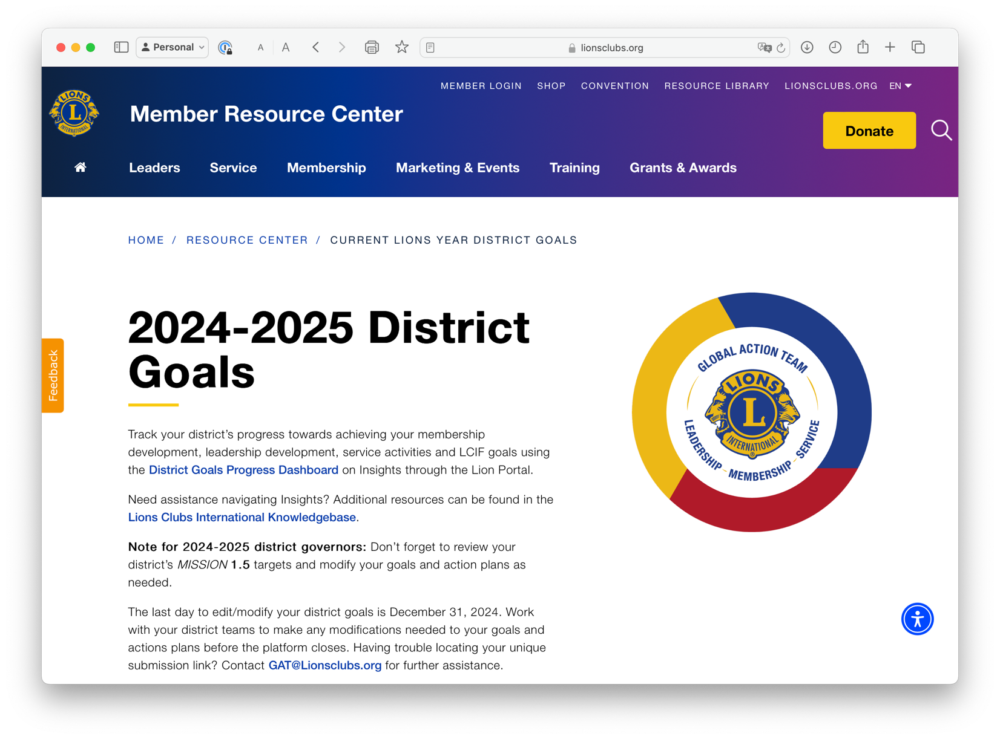 Personal
A A
lionsclubs.org
MEMBER LOGIN SHOP CONVENTION RESOURCE LIBRARY LIONSCLUBS.ORG EN
LIONS
L
INTERNATIONAL
Member Resource Center
Donate
Leaders Service Membership Marketing & Events Training Grants & Awards
HOME / RESOURCE CENTER / CURRENT LIONS YEAR DISTRICT GOALS
2024-2025 District
Goals
Feedback
Track your district’s progress towards achieving your membership
development, leadership development, service activities and LCIF goals using
the District Goals Progress Dashboard on Insights through the Lion Portal.
Need assistance navigating Insights? Additional resources can be found in the
Lions Clubs International Knowledgebase.
Note for 2024-2025 district governors: Don’t forget to review your
district’s MISSION 1.5 targets and modify your goals and action plans as
needed.
The last day to edit/modify your district goals is December 31, 2024. Work
with your district teams to make any modifications needed to your goals and
actions plans before the platform closes. Having trouble locating your unique
submission link? Contact GAT@Lionsclubs.org for further assistance.
GLOBAL ACTION TEAM
LIONS
L
INTERNATIONAL
®
LEADERSHIP - MEMBERSHIP - SERVICE